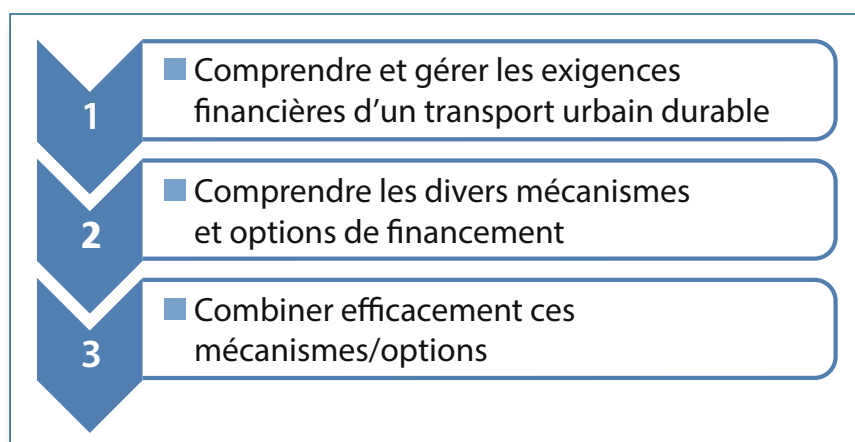 1
Comprendre et gérer les exigences
financières d’un transport urbain durable
2
Comprendre les divers mécanismes
et options de financement
3
Combiner efficacement ces
mécanismes/options